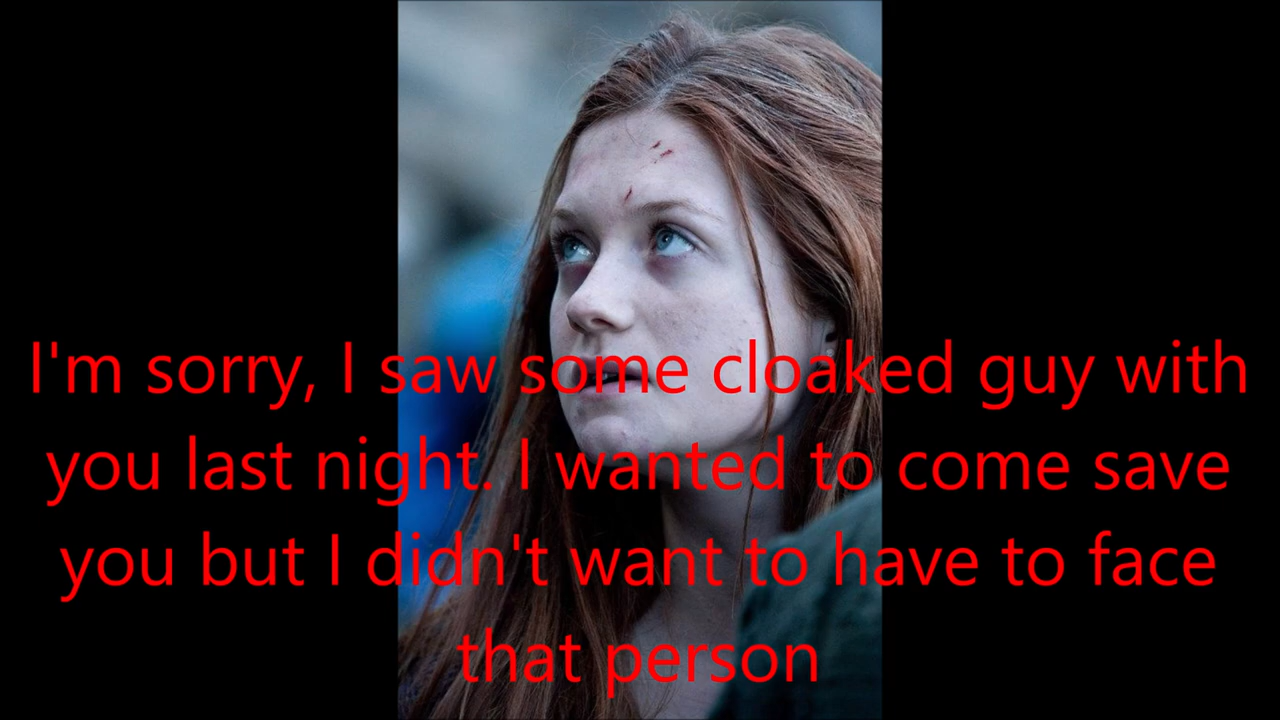 I'm sorry, I saw some cloaked guy with
you last night. I wanted to come save
you but I didn't want to have to face
that person